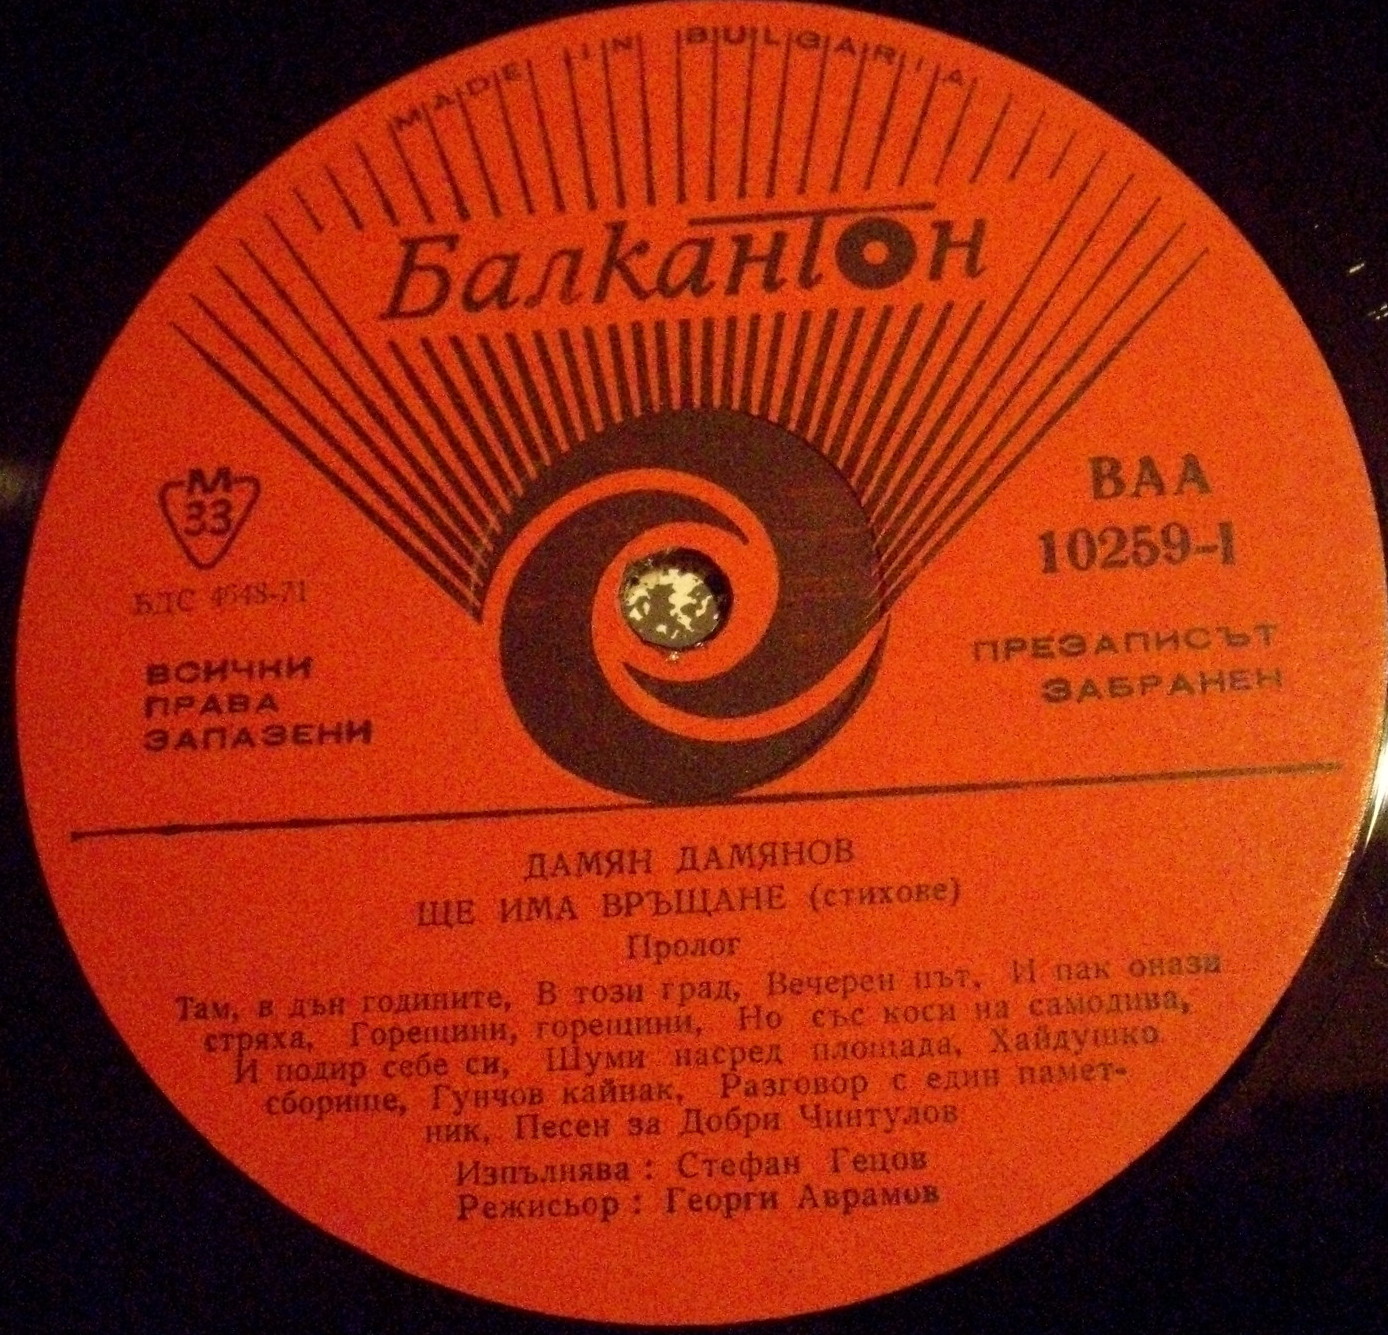 MADE IN BULGARIA
Балкантон
М
33
БДС 4648-71
ВСИЧКИ
ПРАВА
ЗАПАЗЕНИ
ВАА
10259-I
ПРЕЗАПИСЪТ
ЗАБРАНЕН
ДАМЯН ДАМЯНОВ
ЩЕ ИМА ВРЪЩАНЕ (стихове)
Пролог
Там, в дън годините, В този град, Вечерен път, И пак онази
стряха, Горещини, горещини, Но със коси на самодива,
И подир себе си, Шуми насред площада, Хайдушко
сборище, Гунчов кайнак, Разговор с един памет-
ник, Песен за Добри Чинтулов
Изпълнява: Стефан Гецов
Режисьор: Георги Аврамов